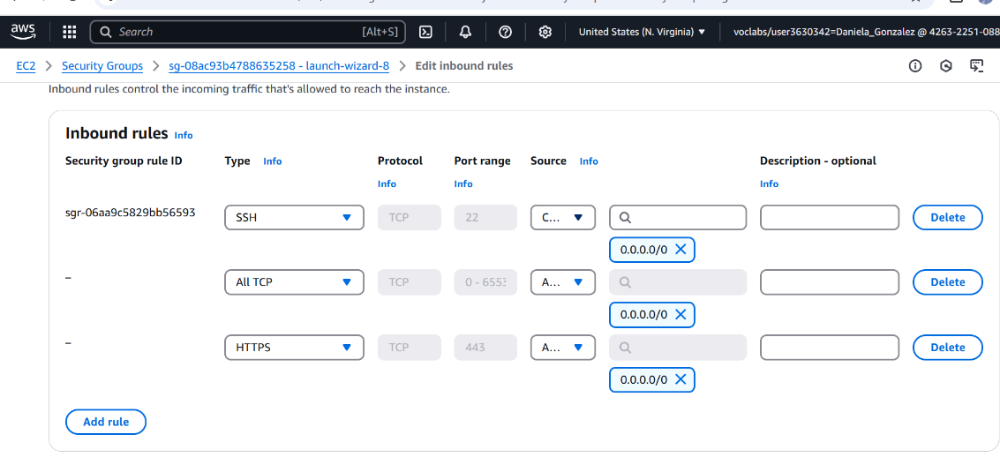 aws Search [Alt+S] United States (N. Virginia) voclabs/user3630342=Daniela_Gonzalez @ 4263-2251-088
EC2 > Security Groups > sg-08ac93b4788635258 - launch-wizard-8 > Edit inbound rules
Inbound rules control the incoming traffic that's allowed to reach the instance.
Inbound rules Info
Security group rule ID Type Info Protocol Port range Source Info Description - optional
Info Info Info
sgr-06aa9c5829bb56593 SSH TCP 22 C... Delete
0.0.0.0/0 X
– All TCP TCP 0 - 6553 A... Delete
0.0.0.0/0 X
– HTTPS TCP 443 A... Delete
0.0.0.0/0 X
Add rule